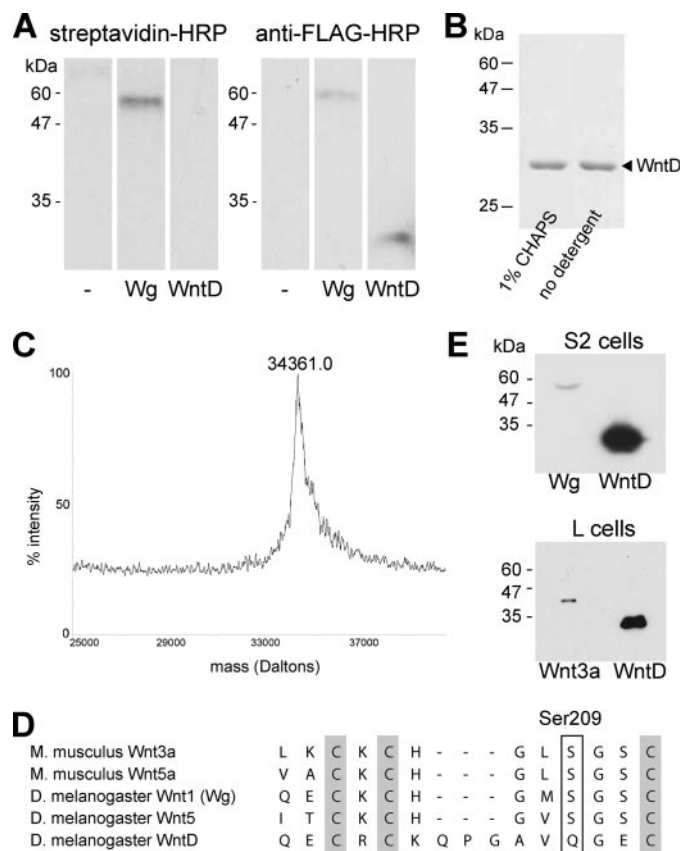 A
streptavidin-HRP anti-FLAG-HRP
kDa
60 -
47 -
35 -
60 -
47 -
35 -
- Wg WntD - Wg WntD
B
kDa
60 –
47 –
35 –
25 –
WntD
1% CHAPS
no detergent
C
34361.0
100
50
0
% intensity
25000 29000 33000 37000
mass (Daltons)
E
kDa
S2 cells
60 -
47 -
35 -
Wg WntD
L cells
60 -
47 -
35 -
Wnt3a WntD
D
Ser209
M. musculus Wnt3a L K C K C H - - - G L S G S C
M. musculus Wnt5a V A C K C H - - - G L S G S C
D. melanogaster Wnt1 (Wg) Q E C K C H - - - G M S G S C
D. melanogaster Wnt5 I T C K C H - - - G V S G S C
D. melanogaster WntD Q E C R C K Q P G A V Q G E C